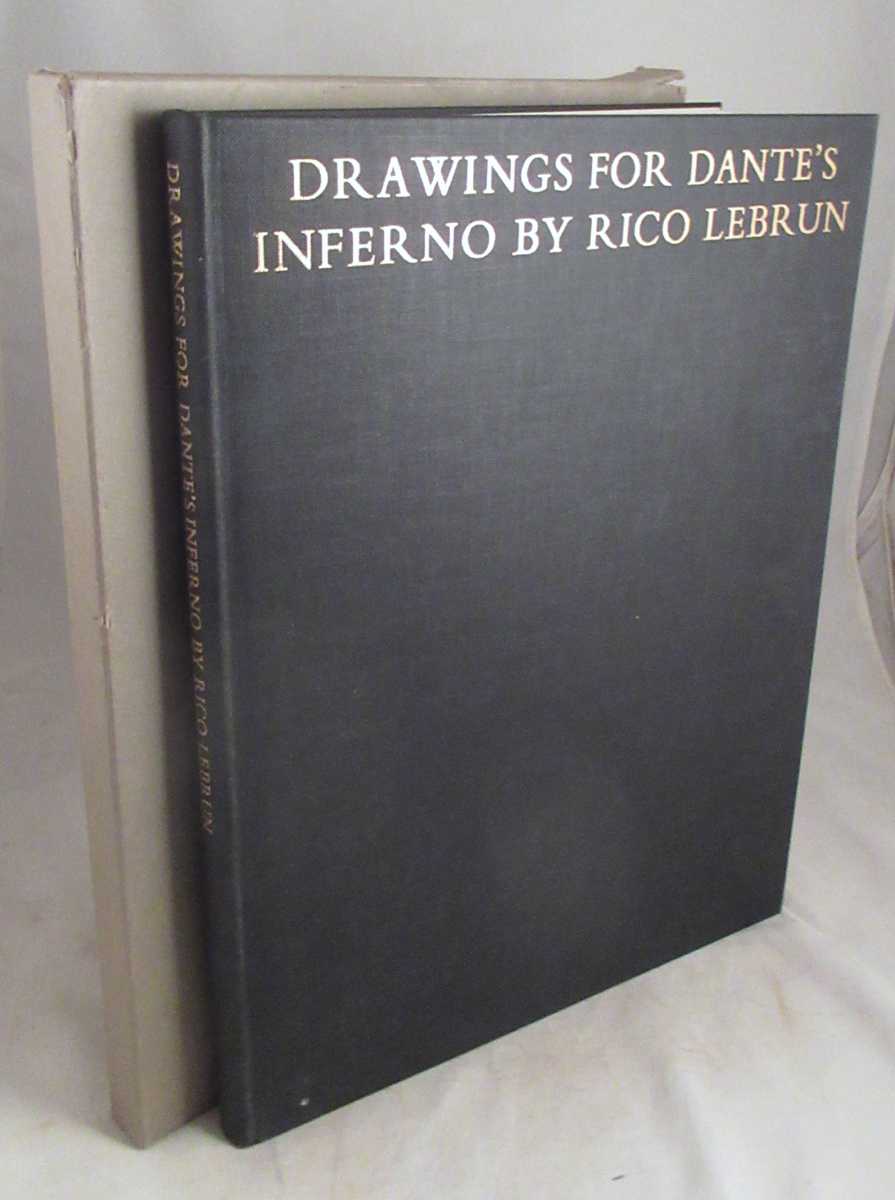 DRAWINGS FOR DANTE'S
INFERNO BY RICO LEBRUN
DRAWINGS FOR DANTE'S INFERNO BY RICO LEBRUN